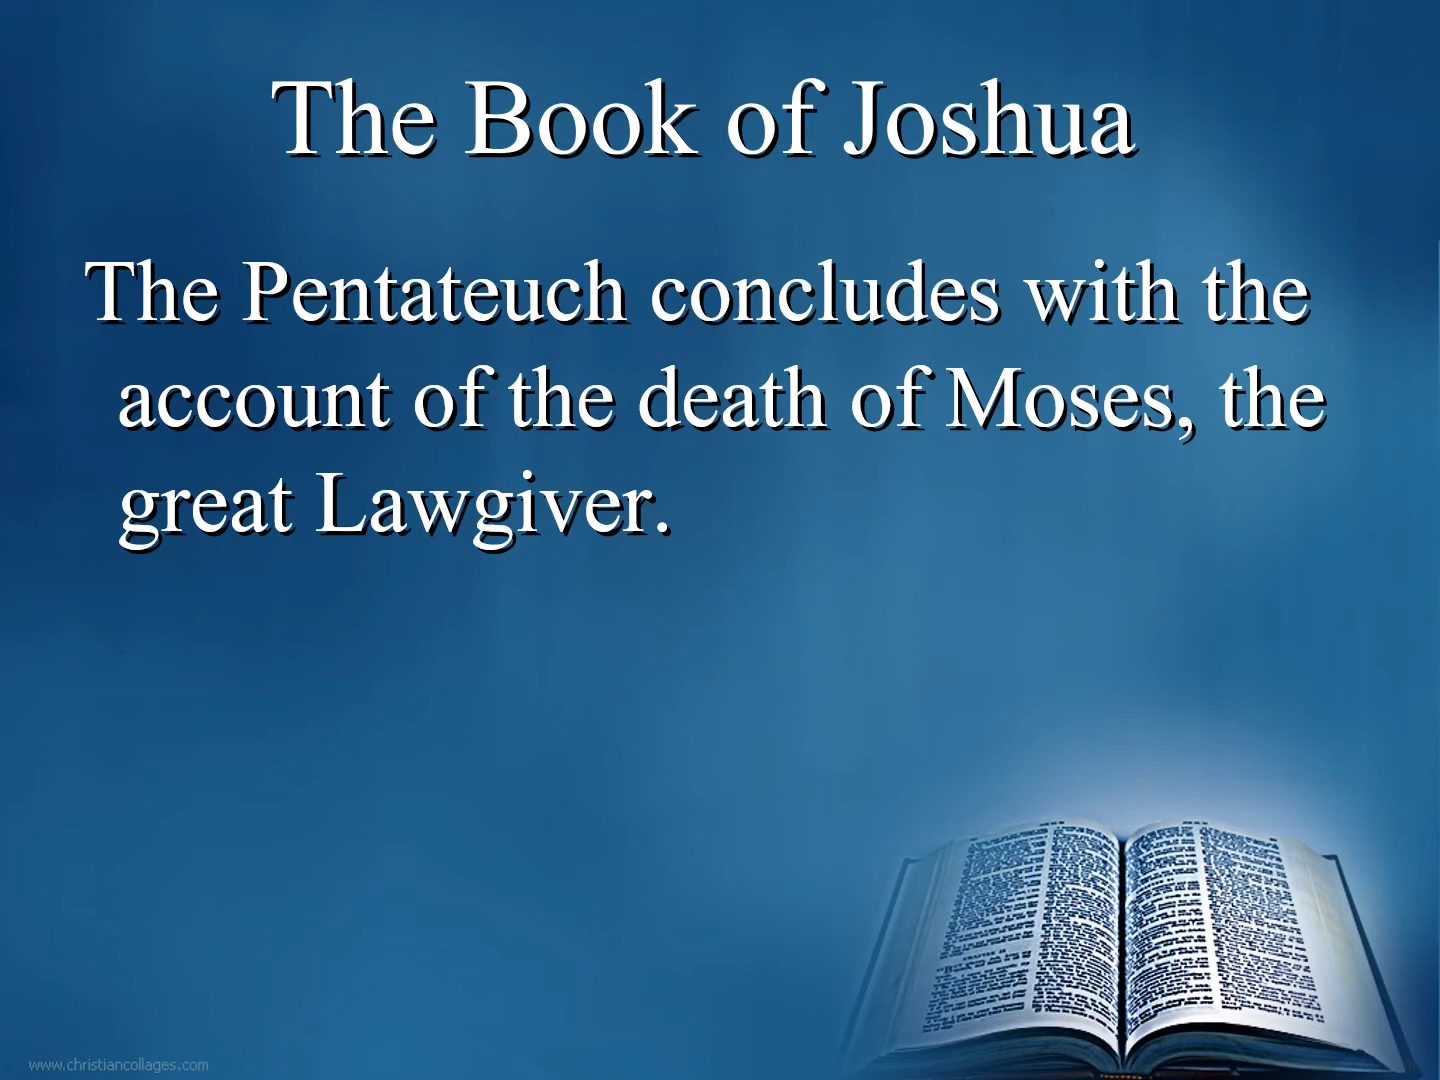 The Book of Joshua
The Pentateuch concludes with the
account of the death of Moses, the
great Lawgiver.
www.christiancollages.com